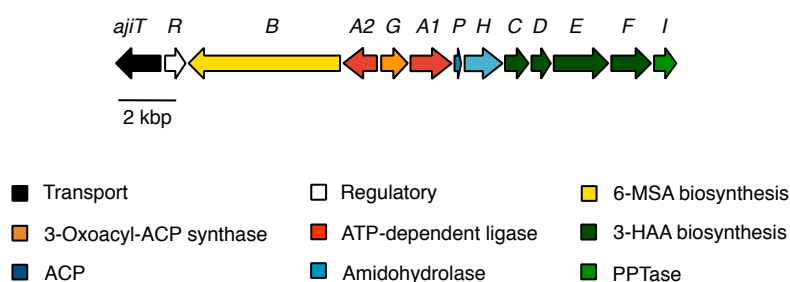 ajiT R B A2 G A1 P H C D E F I
2 kbp
Transport Regulatory 6-MSA biosynthesis
3-Oxoacyl-ACP synthase ATP-dependent ligase 3-HAA biosynthesis
ACP Amidohydrolase PPTase